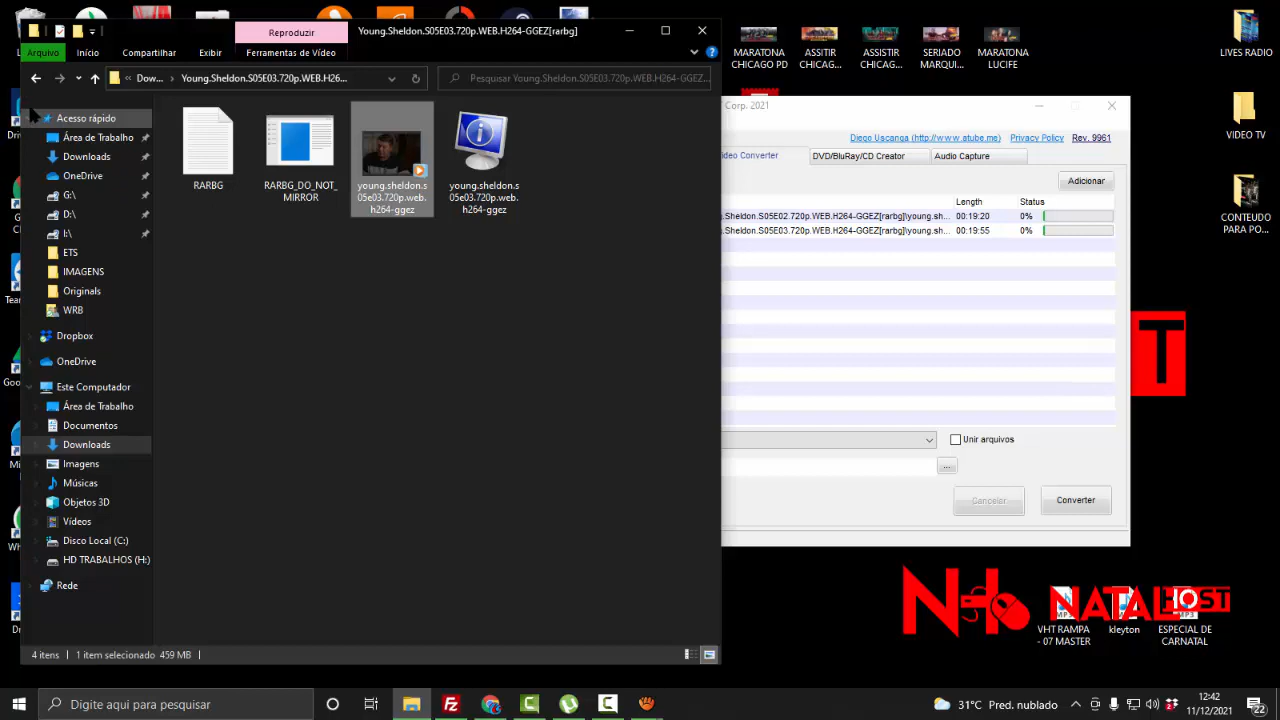 Reproduzir
Young.Sheldon.S05E03.720p.WEB.H264-GGEZ[rarbg]
Arquivo
Início
Compartilhar
Exibir
Ferramentas de Vídeo
Dow...
Young.Sheldon.S05E03.720p.WEB.H26...
Pesquisar Young.Sheldon.S05E03.720p.WEB.H264-GGEZ...
Acesso rápido
Área de Trabalho
Downloads
OneDrive
G:\
D:\
I:\
ETS
IMAGENS
Originals
WRB
Dropbox
OneDrive
Este Computador
Área de Trabalho
Documentos
Downloads
Imagens
Músicas
Objetos 3D
Vídeos
Disco Local (C:)
HD TRABALHOS (H:)
Rede
RARBG
RARBG_DO_NOT_
MIRROR
young.sheldon.s
05e03.720p.web.
h264-ggez
young.sheldon.s
05e03.720p.web.
h264-ggez
4 itens
1 item selecionado 459 MB
MARATONA
CHICAGO PD
ASSITIR
CHICAG...
ASSISTIR
CHICAG...
SERIADO
MARQUI...
MARATONA
LUCIFE
LIVES RADIO
VIDEO TV
CONTEUDO
PARA PO...
Corp. 2021
Diego Uscanga (http://www.atube.me)
Privacy Policy
Rev. 9961
ideo Converter
DVD/BluRay/CD Creator
Audio Capture
Adicionar
Length
Status
g.Sheldon.S05E02.720p.WEB.H264-GGEZ[rarbg]\young.sh...
00:19:20
0%
g.Sheldon.S05E03.720p.WEB.H264-GGEZ[rarbg]\young.sh...
00:19:55
0%
Unir arquivos
...
Cancelar
Converter
T
NATALHOST
VHT RAMPA
- 07 MASTER
kleyton
ESPECIAL DE
CARNATAL
Digite aqui para pesquisar
31°C Pred. nublado
12:42
11/12/2021
22